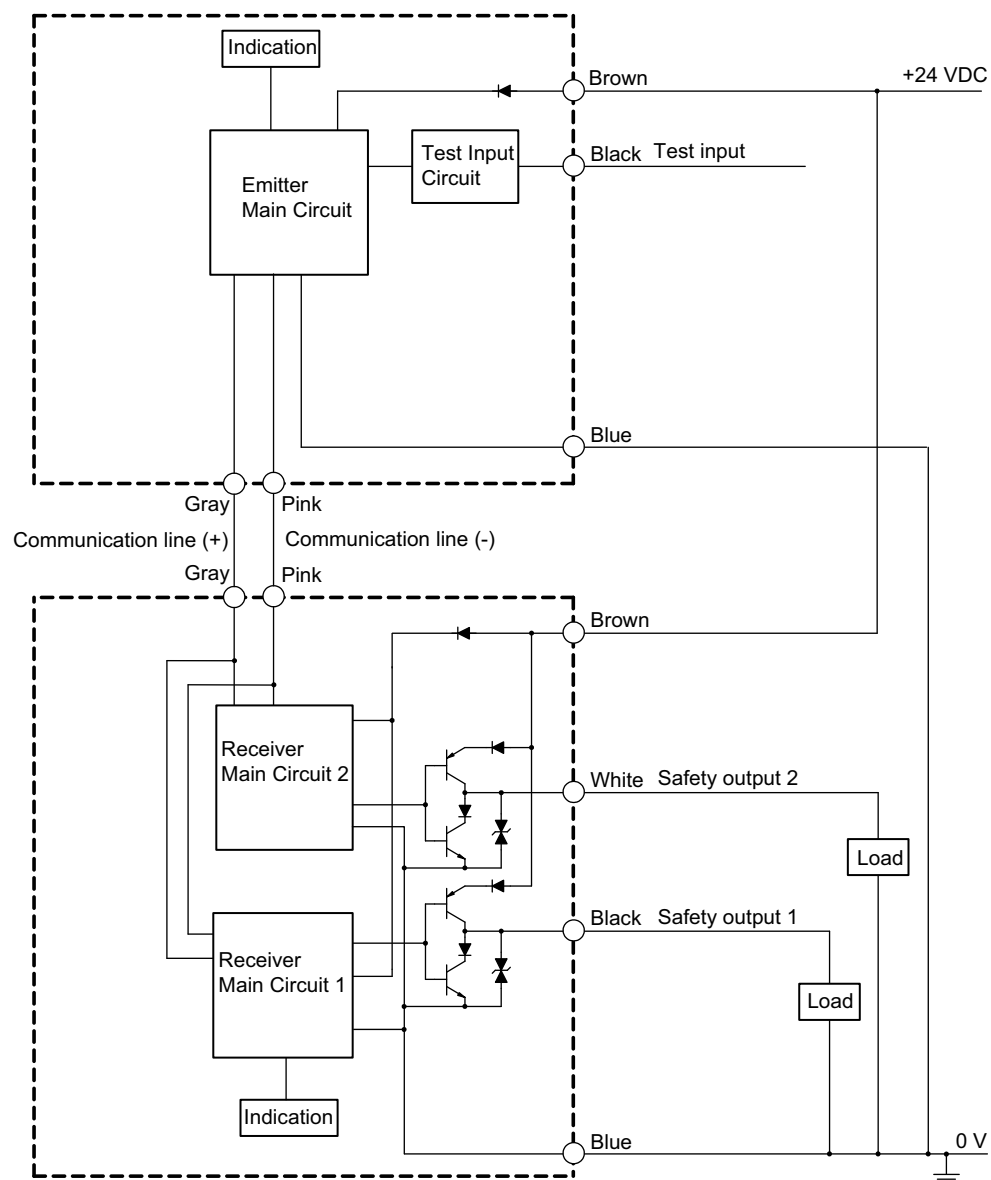 Indication
Brown
+24 VDC
Test Input
Circuit
Black
Test input
Emitter
Main Circuit
Blue
Gray
Pink
Communication line (+)
Communication line (-)
Gray
Pink
Brown
Receiver
Main Circuit 2
White
Safety output 2
Load
Black
Safety output 1
Receiver
Main Circuit 1
Load
Indication
Blue
0 V